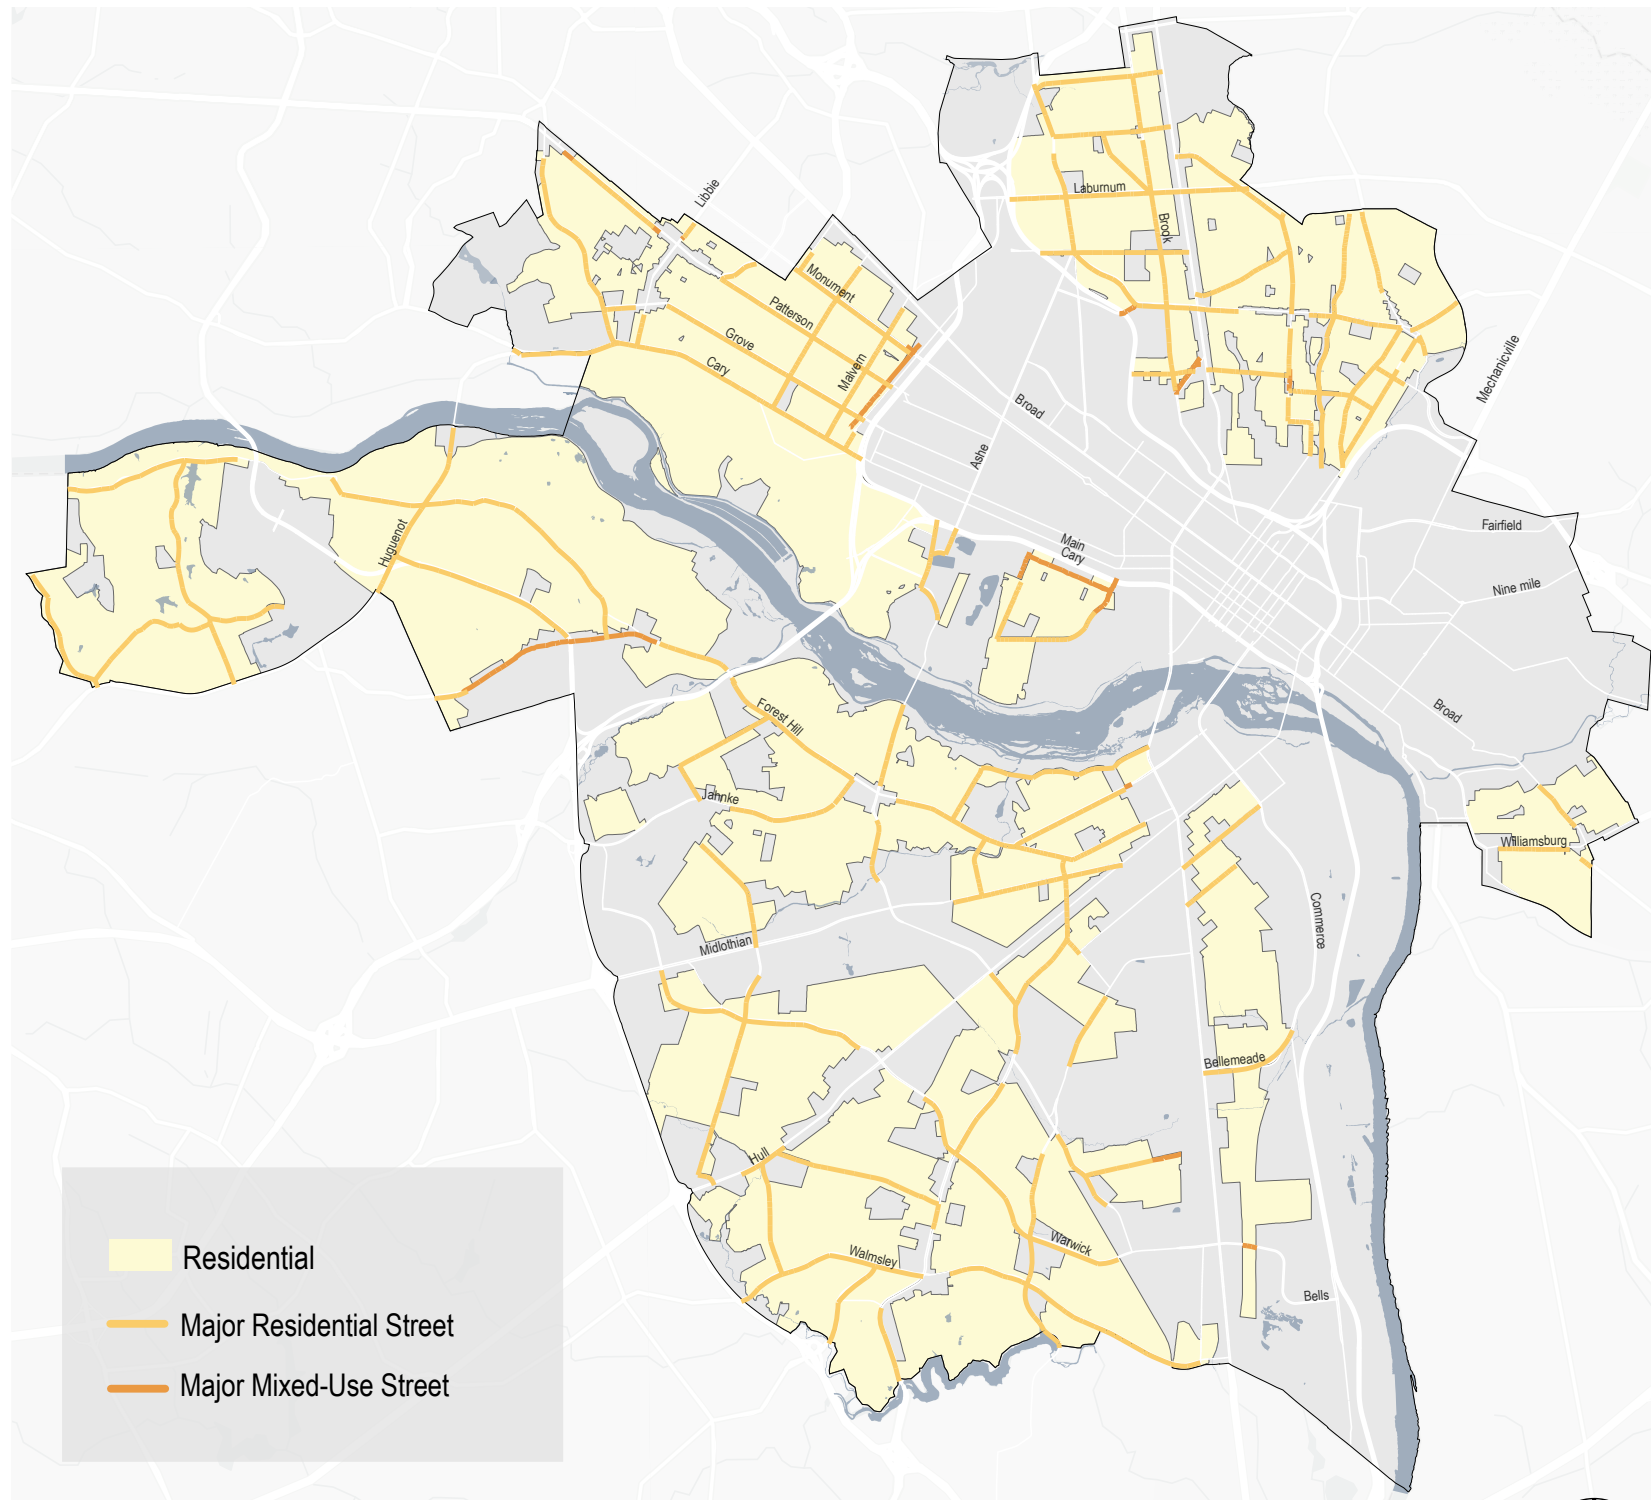 Libbie
Laburnum
Brook
Monument
Patterson
Grove
Cary
Malvern
Mechanicville
Broad
Ashe
Huguenot
Main
Cary
Fairfield
Nine mile
Broad
Forest Hill
Jahnke
Williamsburg
Commerce
Midlothian
Bellemeade
Hull
Walmsley
Warwick
Bells
Residential
Major Residential Street
Major Mixed-Use Street